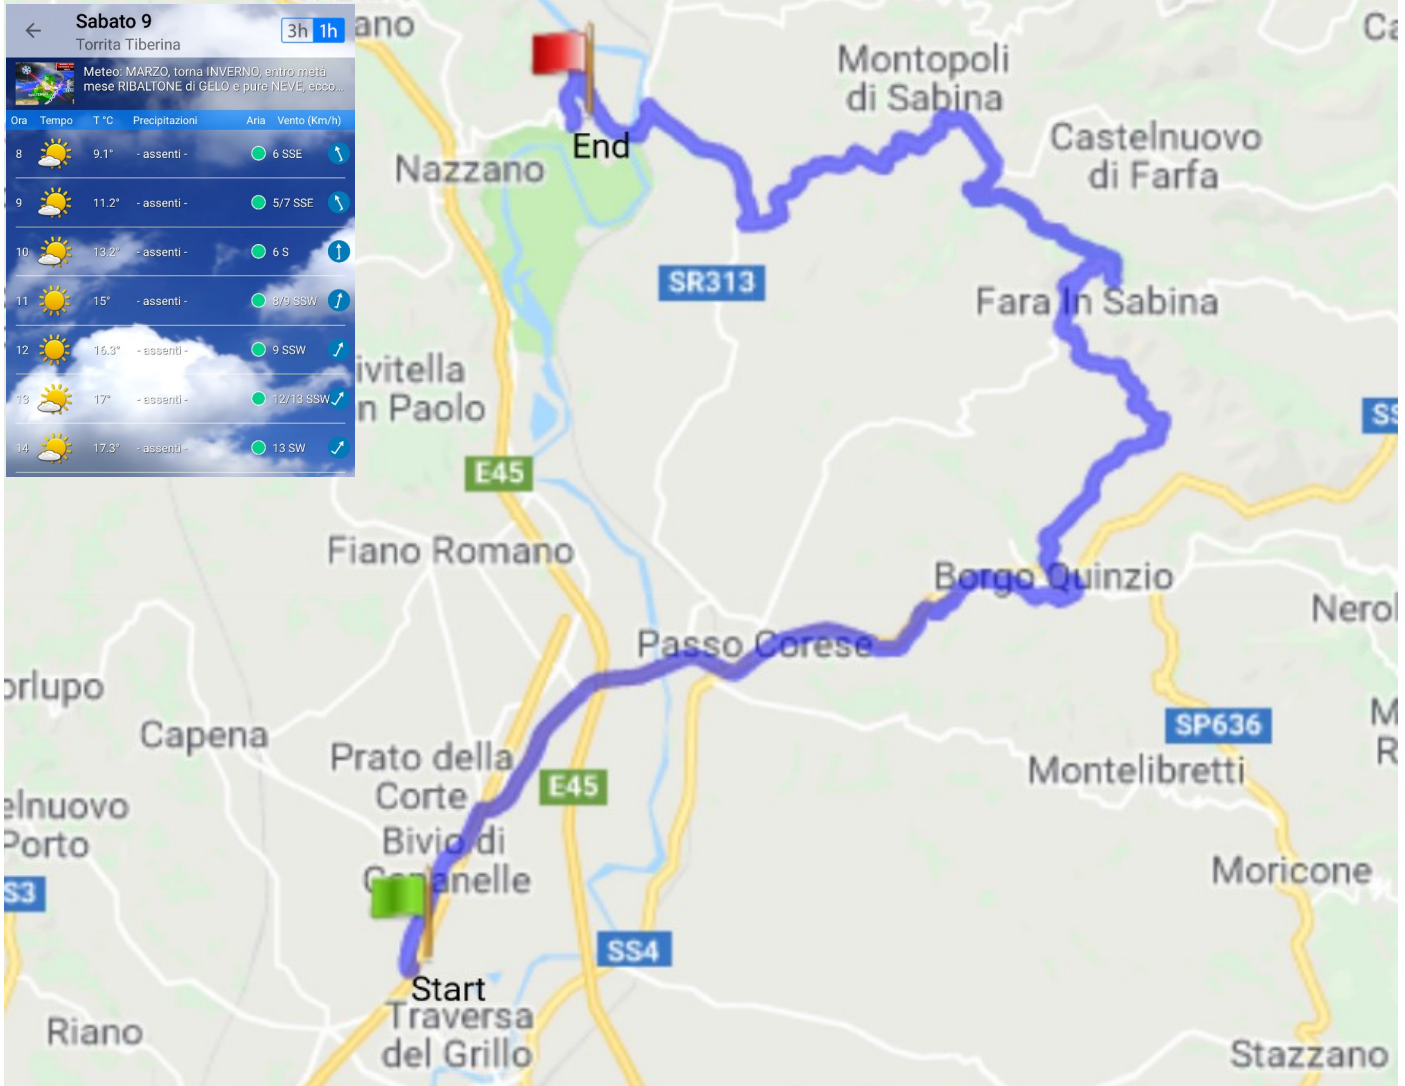 Sabato 9
Torrita Tiberina
3h 1h
Meteo: MARZO, torna INVERNO, entro metà
mese RIBALTONE di GELO e pure NEVE, ecco...
Ora Tempo T °C Precipitazioni Aria Vento (Km/h)
8 9.1° - assenti - 6 SSE
9 11.2° - assenti - 5/7 SSE
10 13.2° - assenti - 6 S
11 15° - assenti - 8/9 SSW
12 16.3° - assenti - 9 SSW
13 17° - assenti - 12/13 SSW
14 17.3° - assenti - 13 SW
ano
Ca
Montopoli
di Sabina
End
Nazzano
Castelnuovo
di Farfa
SR313
Fara In Sabina
ivitella
n Paolo
SS
E45
Fiano Romano
Borgo Quinzio
Nerol
Passo Corese
orlupo
Capena
M
R
SP636
Prato della
Corte
E45
Montelibretti
elnuovo
Porto
Bivio di
Capanelle
Moricone
S3
SS4
Start
Traversa
del Grillo
Riano
Stazzano